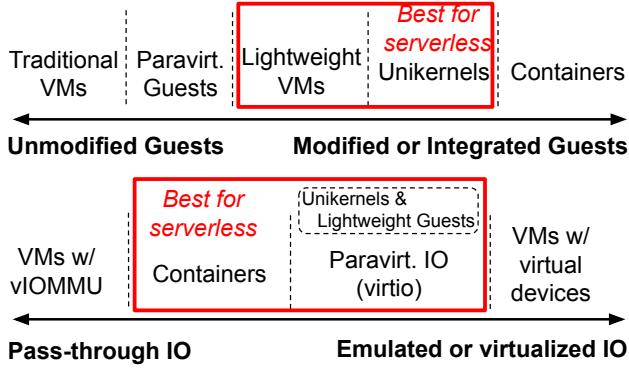 Best for
serverless
Traditional
VMs
Paravirt.
Guests
Lightweight
VMs
Unikernels
Containers
Unmodified Guests
Modified or Integrated Guests
Best for
serverless
Unikernels &
Lightweight Guests
VMs w/
vIOMMU
Containers
Paravirt. IO
(virtio)
VMs w/
virtual
devices
Pass-through IO
Emulated or virtualized IO